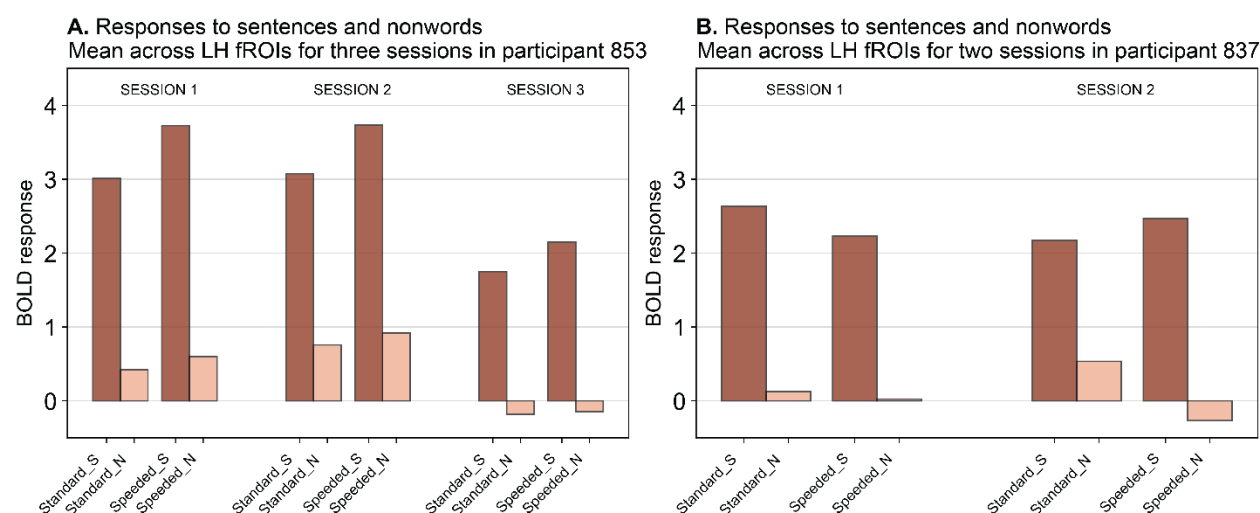 A. Responses to sentences and nonwords
Mean across LH fROIs for three sessions in participant 853
SESSION 1
SESSION 2
SESSION 3
BOLD response
4
3
2
1
0
Standard_S
Standard_N
Speeded_S
Speeded_N
Standard_S
Standard_N
Speeded_S
Speeded_N
Standard_S
Standard_N
Speeded_S
Speeded_N
B. Responses to sentences and nonwords
Mean across LH fROIs for two sessions in participant 837
SESSION 1
SESSION 2
BOLD response
4
3
2
1
0
Standard_S
Standard_N
Speeded_S
Speeded_N
Standard_S
Standard_N
Speeded_S
Speeded_N